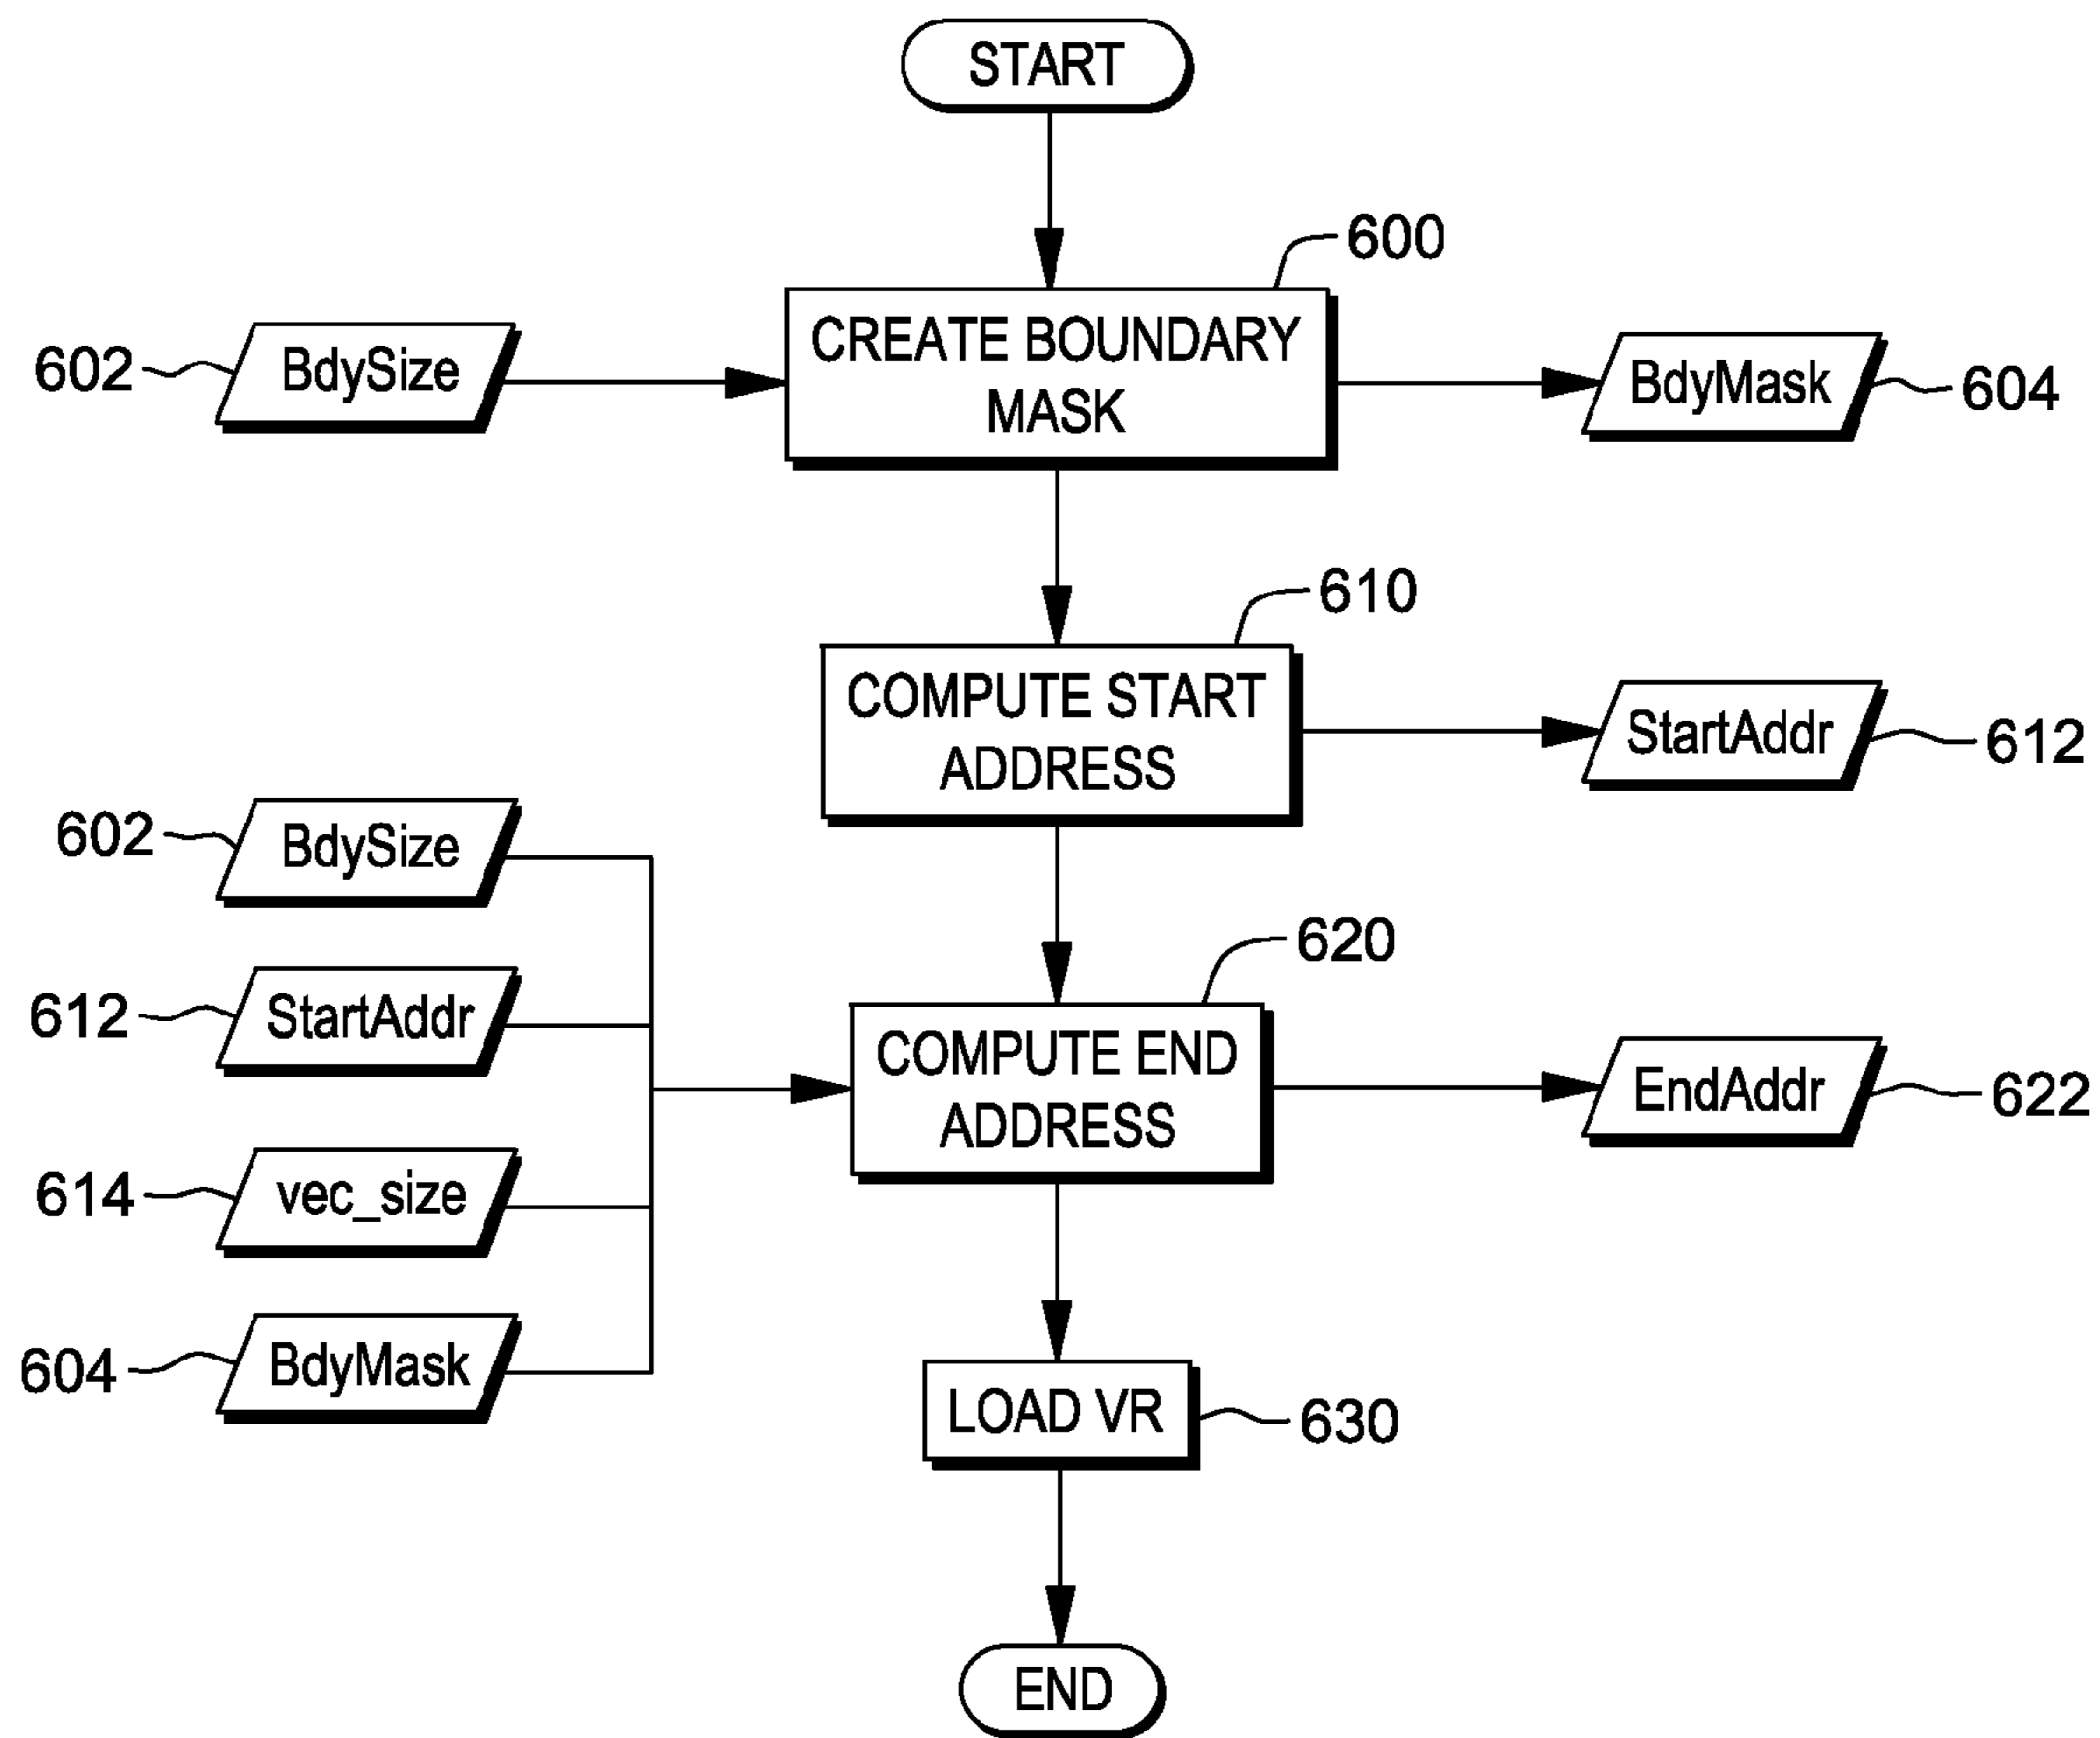 START
600
602
BdySize
CREATE BOUNDARY
MASK
BdyMask
604
610
COMPUTE START
ADDRESS
StartAddr
612
602
BdySize
620
612
StartAddr
COMPUTE END
ADDRESS
EndAddr
622
614
vec_size
604
BdyMask
LOAD VR
630
END